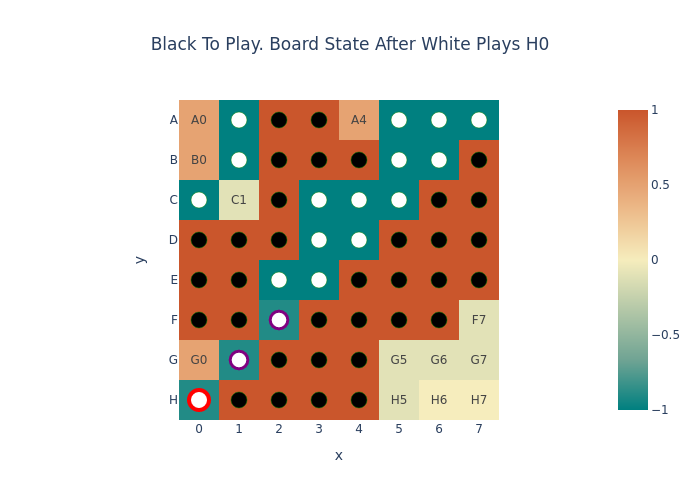 Black To Play. Board State After White Plays H0
A A0 A4 1
B B0 0.5
C C1
D 0
E
F F7 −0.5
G G0 G5 G6 G7
H H5 H6 H7 −1
0 1 2 3 4 5 6 7
x
y